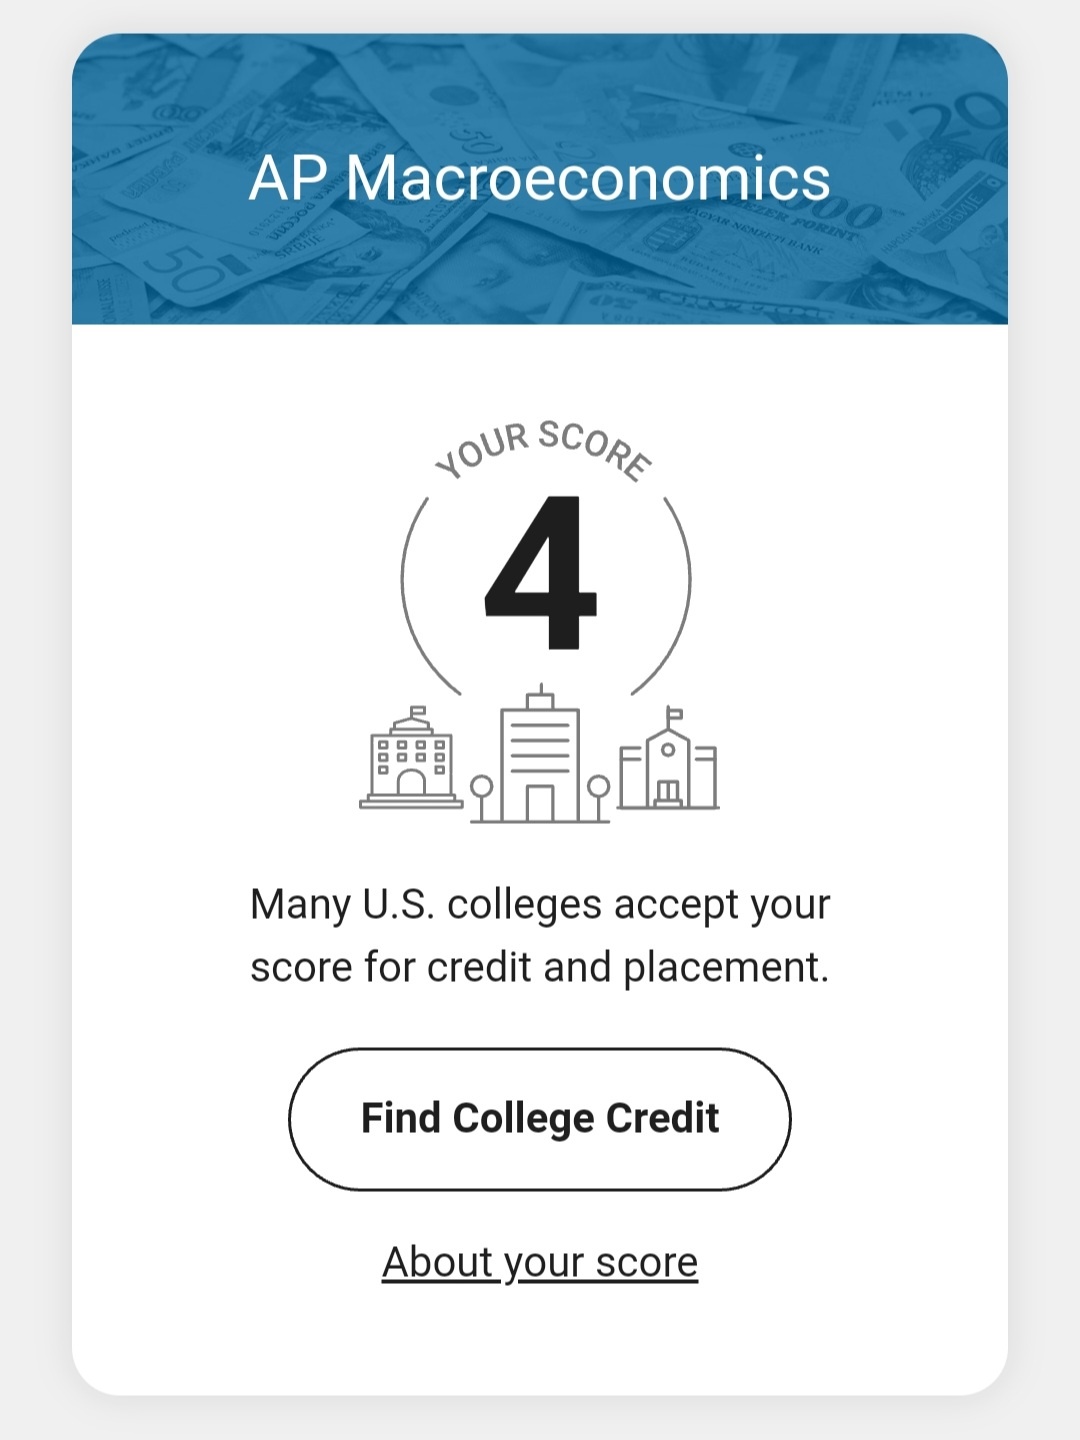 AP Macroeconomics
YOUR SCORE
4
Many U.S. colleges accept your
score for credit and placement.
Find College Credit
About your score